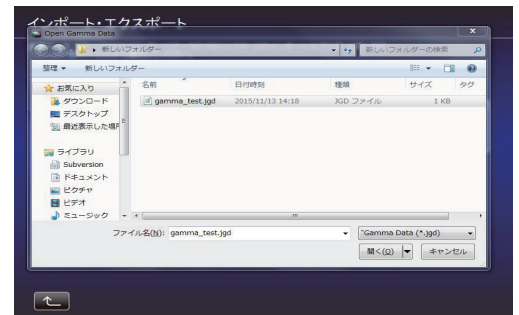 インポート・エクスポート
Open Gamma Data
新しいフォルダー
新しいフォルダーの検索
整理 新しいフォルダー
名前 日付時刻 種類 サイズ タグ
gamma_test.jgd 2015/11/13 14:18 JGD ファイル 1 KB
お気に入り
ダウンロード
デスクトップ
最近表示した場所
ライブラリ
Subversion
ドキュメント
ピクチャ
ビデオ
ミュージック
ファイル名(N): gamma_test.jgd
"Gamma Data (*.jgd)
開く(O) キャンセル